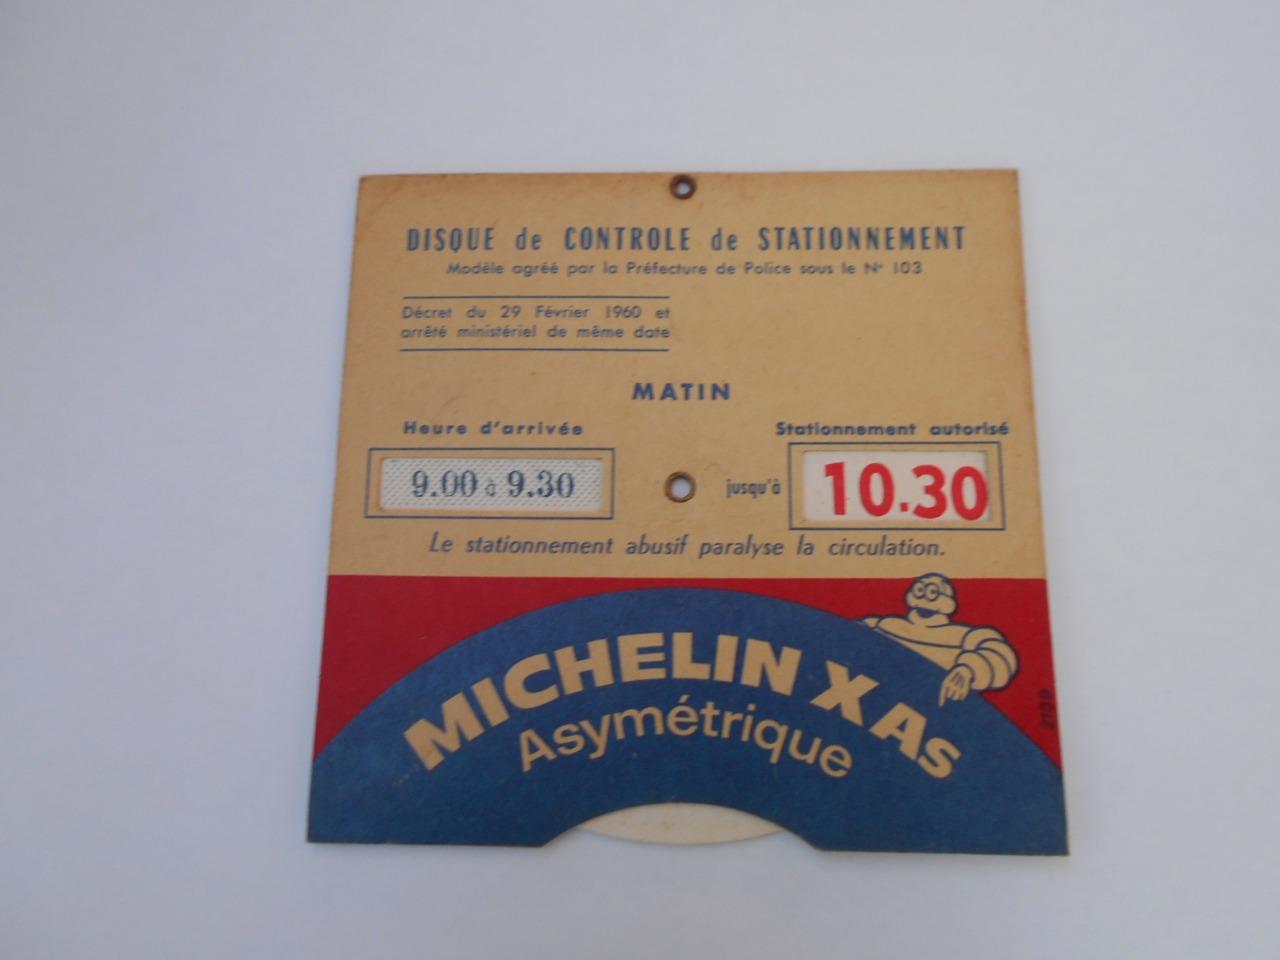 DISQUE de CONTROLE de STATIONNEMENT
Modèle agréé par la Préfecture de Police sous le N° 103
Décret du 29 Février 1960 et
arrêté ministériel de même date
MATIN
Heure d'arrivée
Stationnement autorisé
9.00 à 9.30
jusqu'à
10.30
Le stationnement abusif paralyse la circulation.
MICHELIN X As
Asymétrique